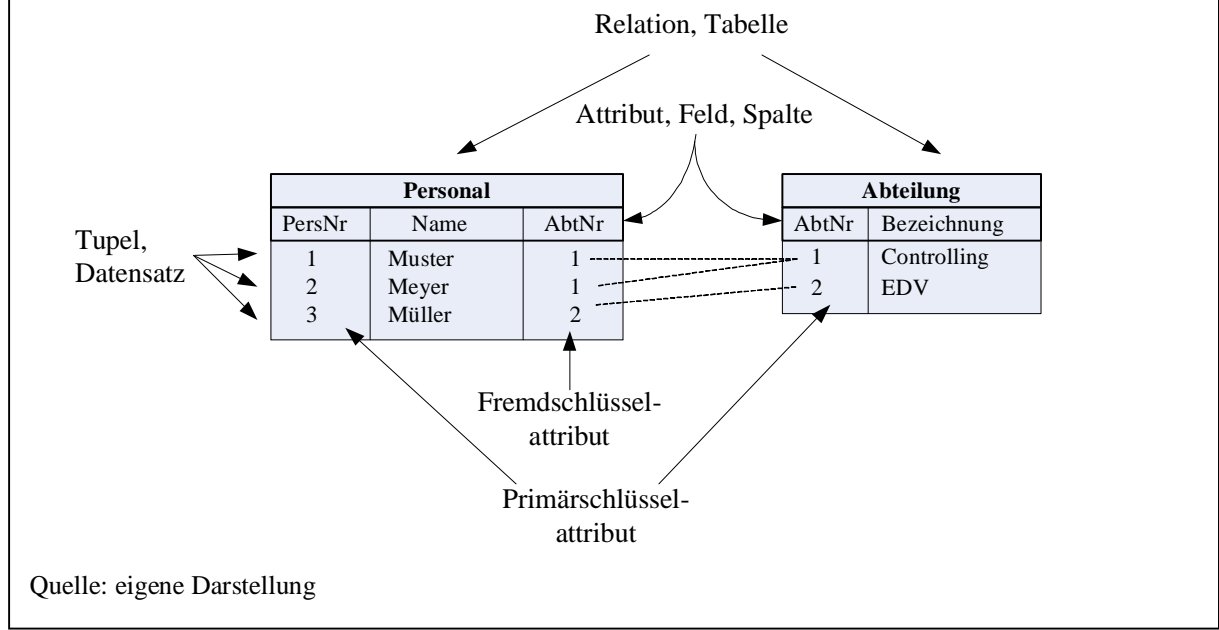 Relation, Tabelle
Attribut, Feld, Spalte
Personal
PersNr Name AbtNr
1 Muster 1
2 Meyer 1
3 Müller 2
Abteilung
AbtNr Bezeichnung
1 Controlling
2 EDV
Tupel,
Datensatz
Fremdschlüssel-
attribut
Primärschlüssel-
attribut
Quelle: eigene Darstellung